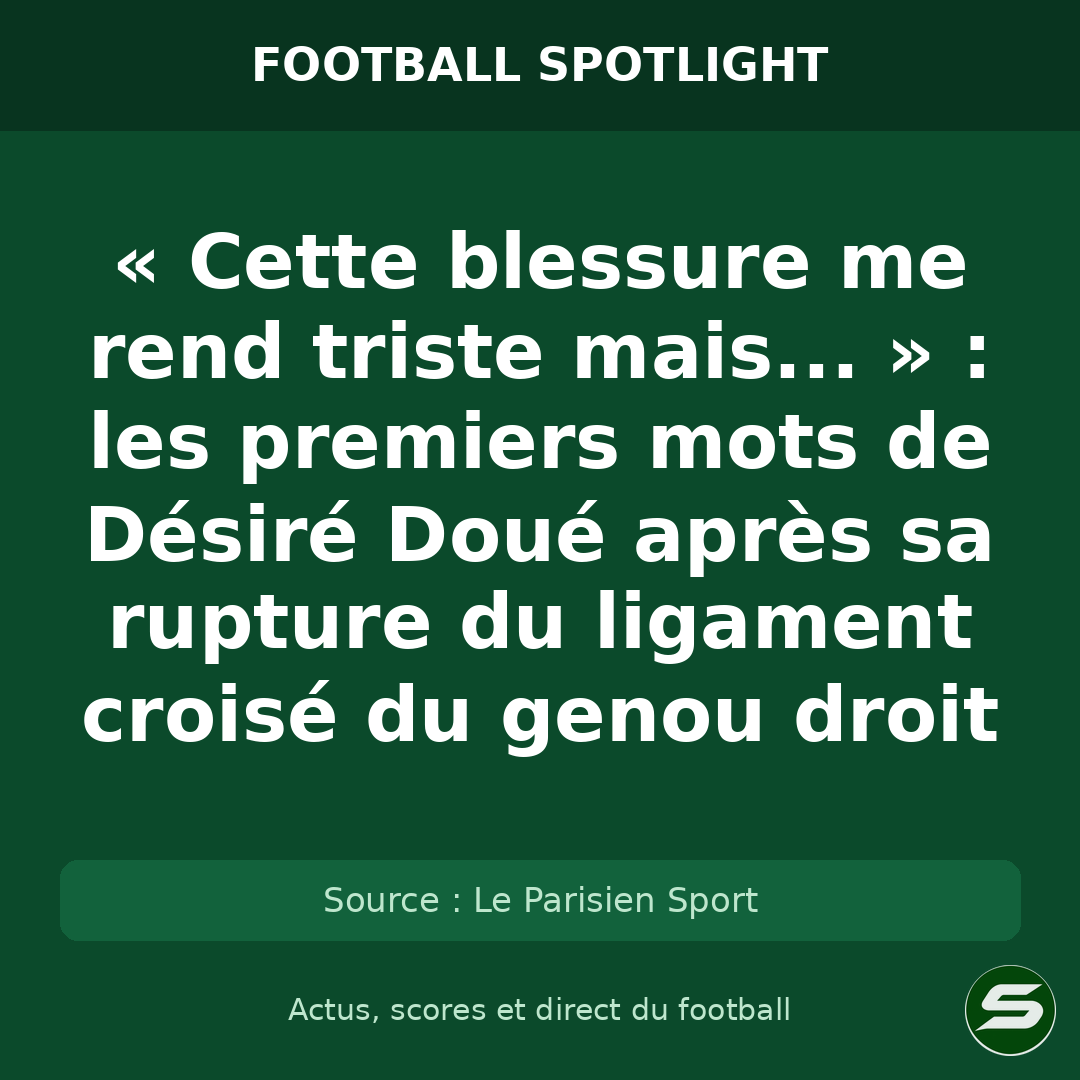 FOOTBALL SPOTLIGHT
« Cette blessure me
rend triste mais... » :
les premiers mots de
Désiré Doué après sa
rupture du ligament
croisé du genou droit
Source : Le Parisien Sport
Actus, scores et direct du football